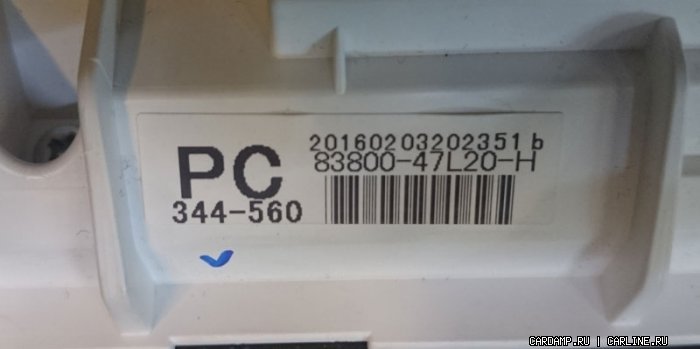 20160203202351 b
PC
83800-47L20-H
344-560
CARDAMP.RU | CARLINE.RU